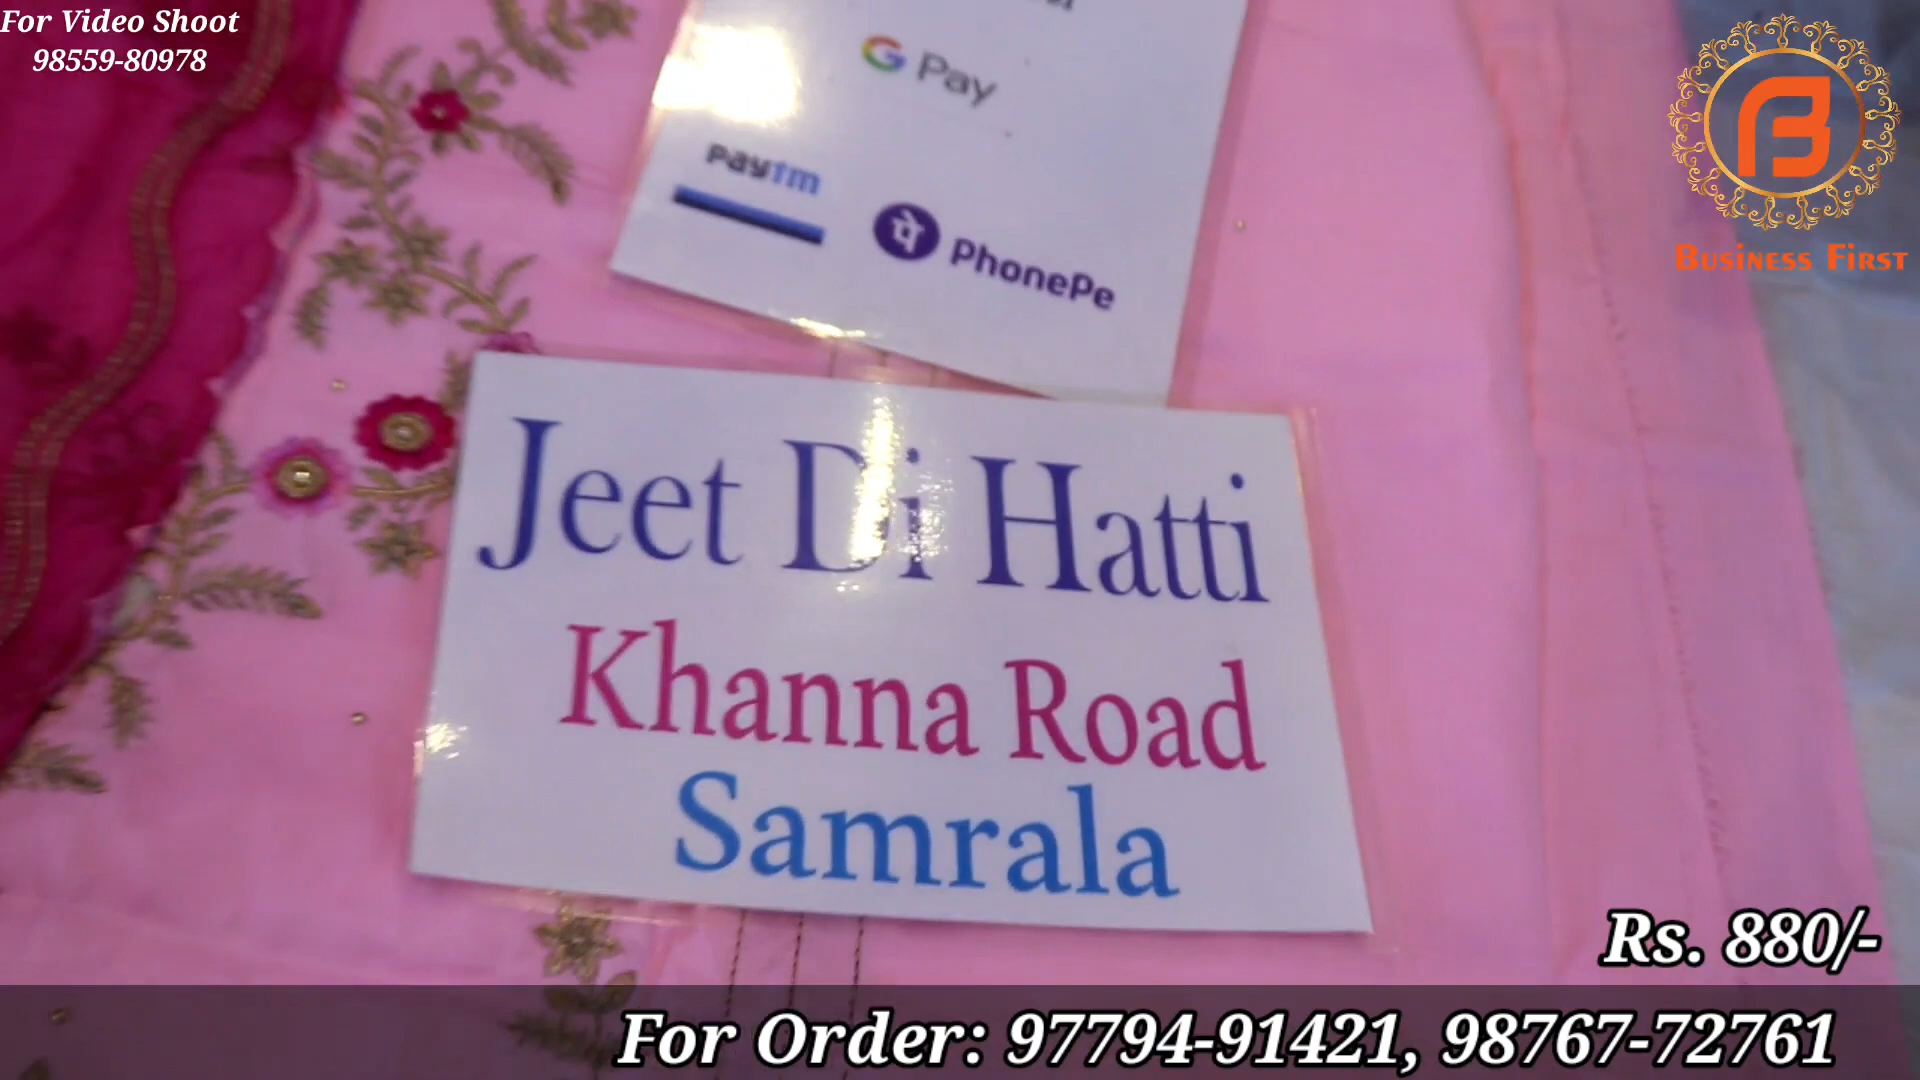 For Video Shoot
98559-80978
G Pay
paytm
पे PhonePe
BUSINESS FIRST
Jeet Di Hatti
Khanna Road
Samrala
Rs. 880/-
For Order: 97794-91421, 98767-72761